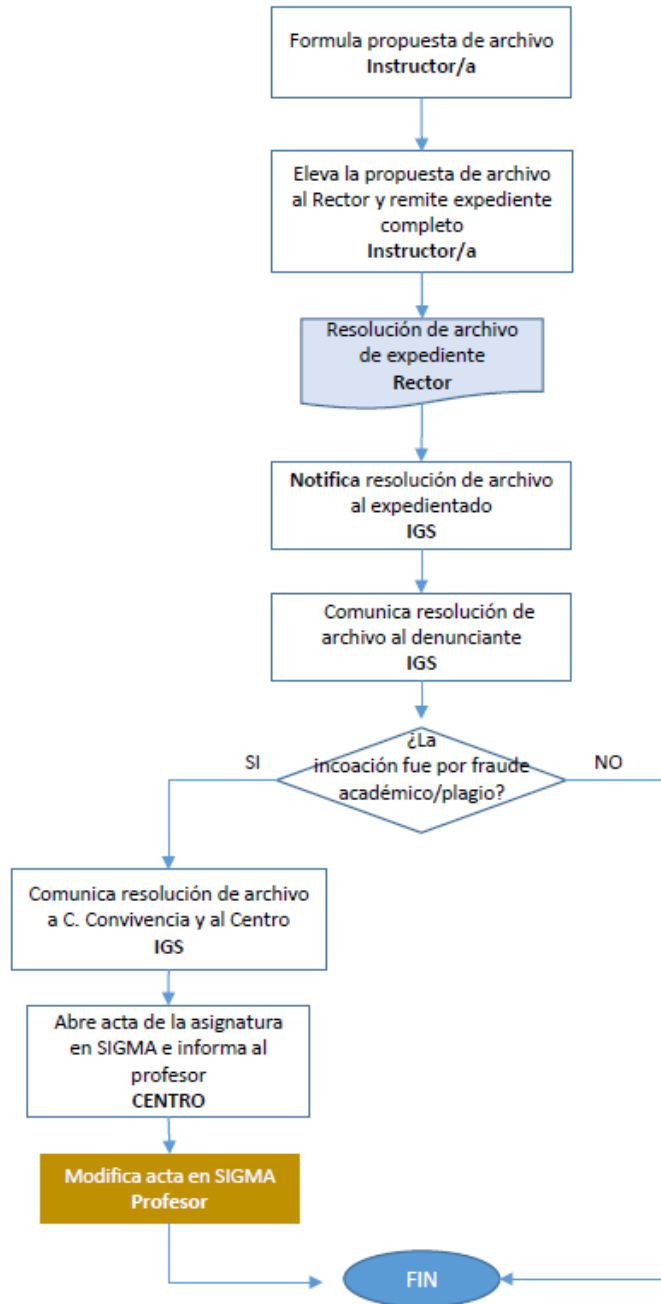 Formula propuesta de archivo
Instructor/a
Eleva la propuesta de archivo
al Rector y remite expediente
completo
Instructor/a
Resolución de archivo
de expediente
Rector
Notifica resolución de archivo
al expedientado
IGS
Comunica resolución de
archivo al denunciante
IGS
¿La
incoación fue por fraude
académico/plagio?
SI
NO
Comunica resolución de archivo
a C. Convivencia y al Centro
IGS
Abre acta de la asignatura
en SIGMA e informa al
profesor
CENTRO
Modifica acta en SIGMA
Profesor
FIN